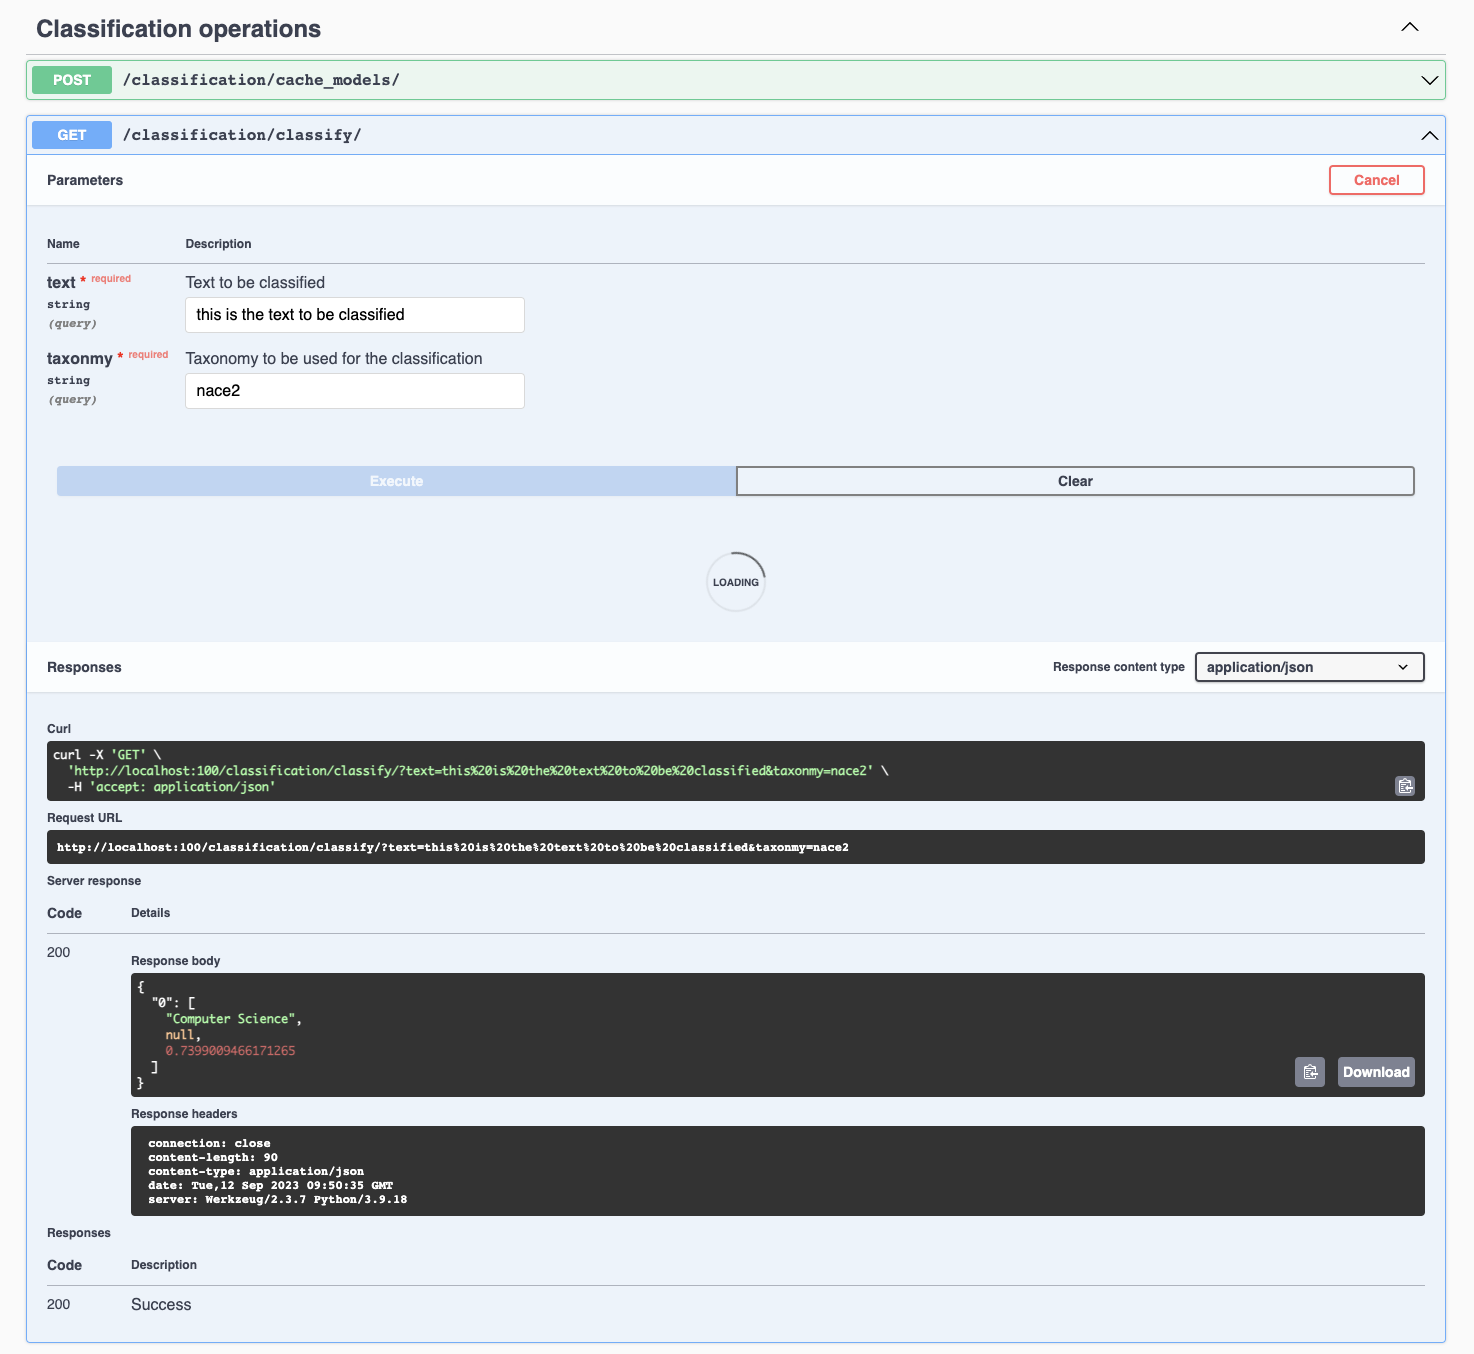 Classification operations
POST /classification/cache_models/
GET /classification/classify/
Parameters
Cancel
Name Description
text * required Text to be classified
string
(query)
this is the text to be classified
taxonmy * required Taxonomy to be used for the classification
string
(query)
nace2
Execute Clear
LOADING
Responses Response content type application/json
Curl
curl -X 'GET' \
'http://localhost:100/classification/classify/?text=this%20is%20the%20text%20to%20be%20classified&taxonmy=nace2' \
-H 'accept: application/json'
Request URL
http://localhost:100/classification/classify/?text=this%20is%20the%20text%20to%20be%20classified&taxonmy=nace2
Server response
Code Details
200
Response body
{
"0": [
"Computer Science",
null,
0.7399009466171265
]
}
Download
Response headers
connection: close
content-length: 90
content-type: application/json
date: Tue,12 Sep 2023 09:50:35 GMT
server: Werkzeug/2.3.7 Python/3.9.18
Responses
Code Description
200 Success